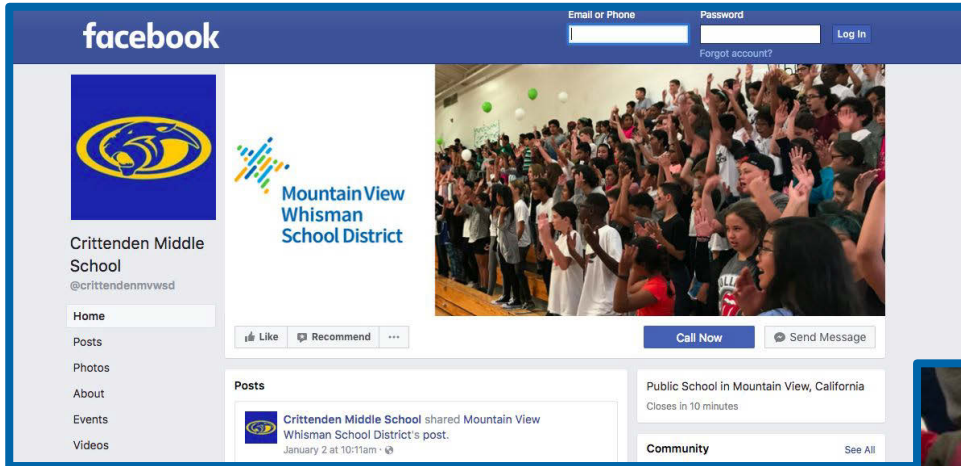 facebook
Email or Phone
Password
Log In
Forgot account?
Mountain View
Whisman
School District
Crittenden Middle
School
@crittendenmvwsd
Home
Posts
Photos
About
Events
Videos
Like
Recommend
Call Now
Send Message
Posts
Crittenden Middle School shared Mountain View
Whisman School District's post.
January 2 at 10:11am ·
Public School in Mountain View, California
Closes in 10 minutes
Community
See All